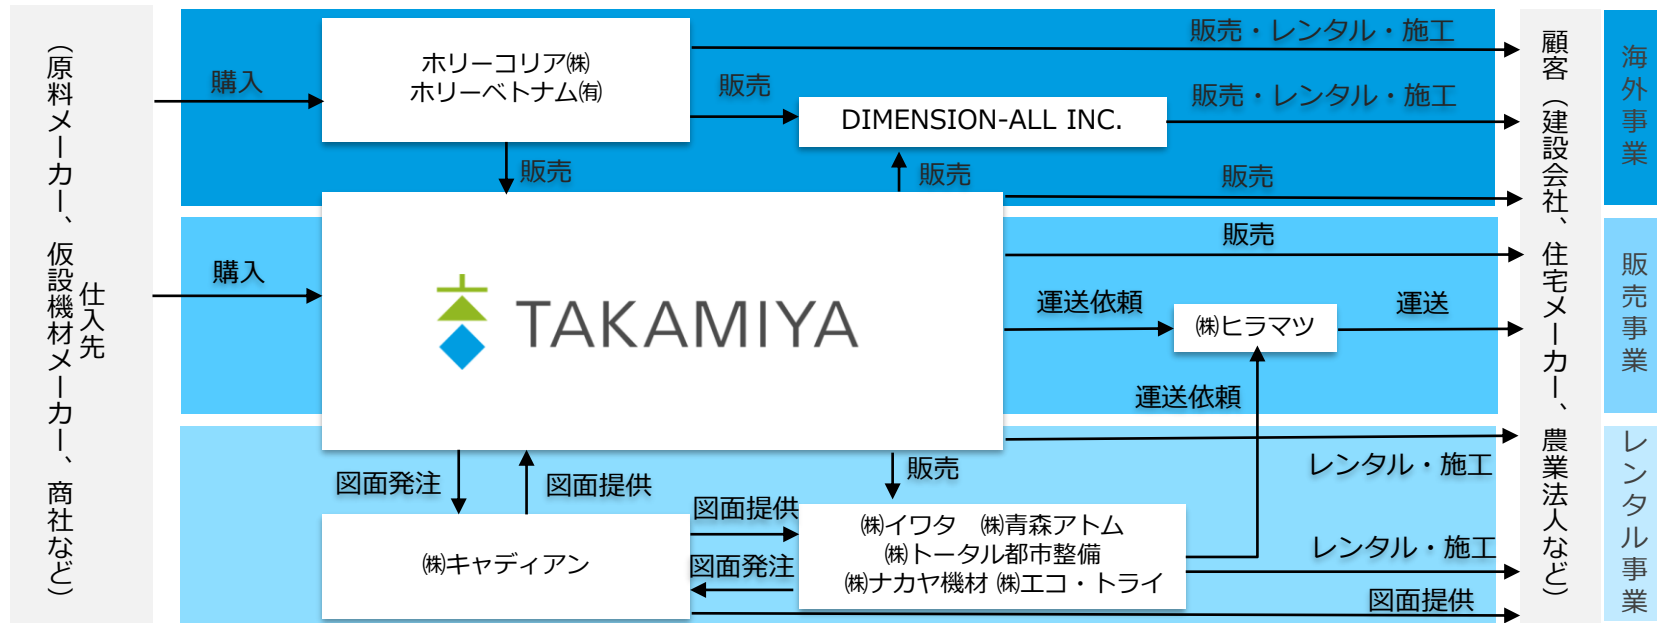 仕入先
（原料メーカー、仮設機材メーカー、商社など）
購入
ホリーコリア㈱
ホリーベトナム㈲
販売・レンタル・施工
販売
DIMENSION-ALL INC.
販売・レンタル・施工
販売
販売
販売
購入
TAKAMIYA
販売
運送依頼
㈱ヒラマツ
運送
運送依頼
図面発注
図面提供
販売
レンタル・施工
㈱キャディアン
図面提供
図面発注
㈱イワタ　㈱青森アトム
㈱トータル都市整備
㈱ナカヤ機材 ㈱エコ・トライ
レンタル・施工
図面提供
顧客（建設会社、住宅メーカー、農業法人など）
海外事業
販売事業
レンタル事業